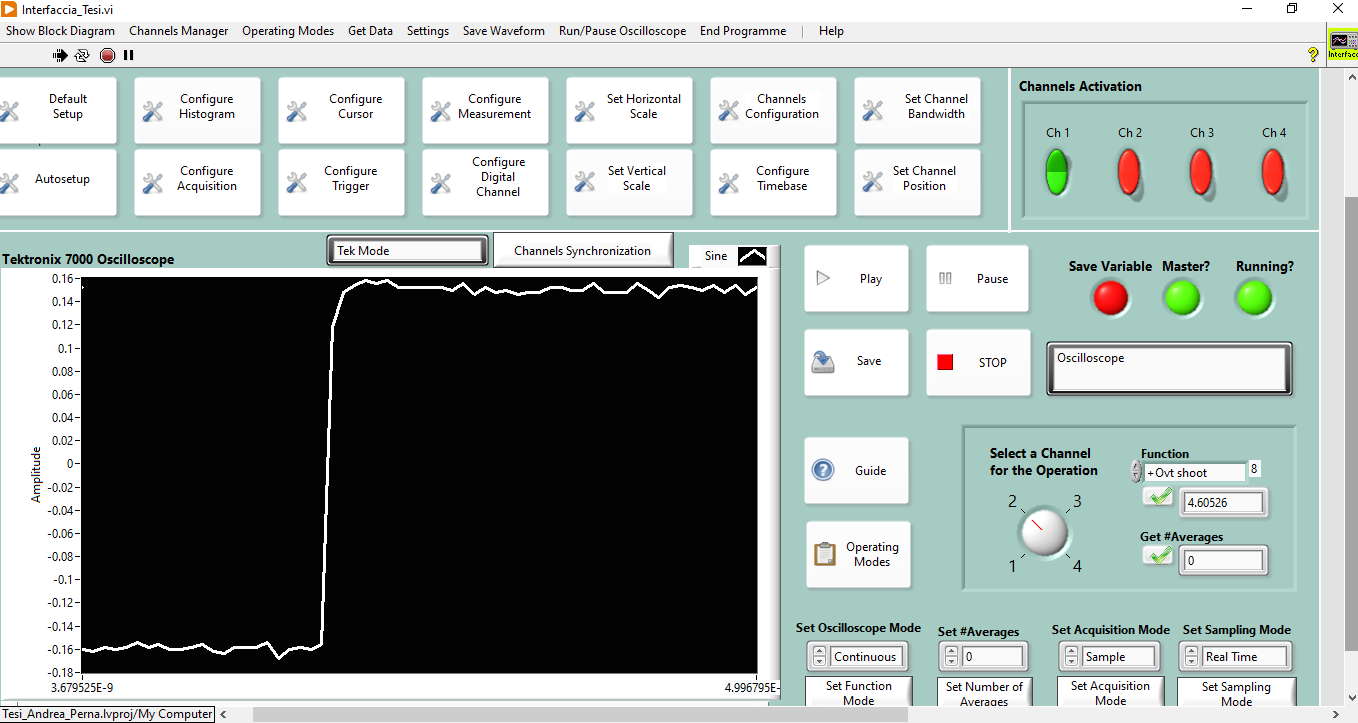 Interfaccia_Tesi.vi
Show Block Diagram Channels Manager Operating Modes Get Data Settings Save Waveform Run/Pause Oscilloscope End Programme Help
Interfacc
Default
Setup
Configure
Histogram
Configure
Cursor
Configure
Measurement
Set Horizontal
Scale
Channels
Configuration
Set Channel
Bandwidth
Autosetup
Configure
Acquisition
Configure
Trigger
Configure
Digital
Channel
Set Vertical
Scale
Configure
Timebase
Set Channel
Position
Channels Activation
Ch 1 Ch 2 Ch 3 Ch 4
Tektronix 7000 Oscilloscope
Tek Mode
Channels Synchronization
Sine
0.16
0.14
0.12
0.1
0.08
0.06
0.04
0.02
0
-0.02
-0.04
-0.06
-0.08
-0.1
-0.12
-0.14
-0.16
-0.18
Amplitude
3.679525E-9
4.996795E-
Play
Pause
Save
STOP
Save Variable Master? Running?
Oscilloscope
Guide
Operating
Modes
Select a Channel
for the Operation
2 3
1 4
Function
+Ovt shoot
8
4.60526
Get #Averages
0
Set Oscilloscope Mode
Continuous
Set Function
Mode
Set #Averages
0
Set Number of
Averages
Set Acquisition Mode
Sample
Set Acquisition
Mode
Set Sampling Mode
Real Time
Set Sampling
Mode
Tesi_Andrea_Perna.lvproj/My Computer